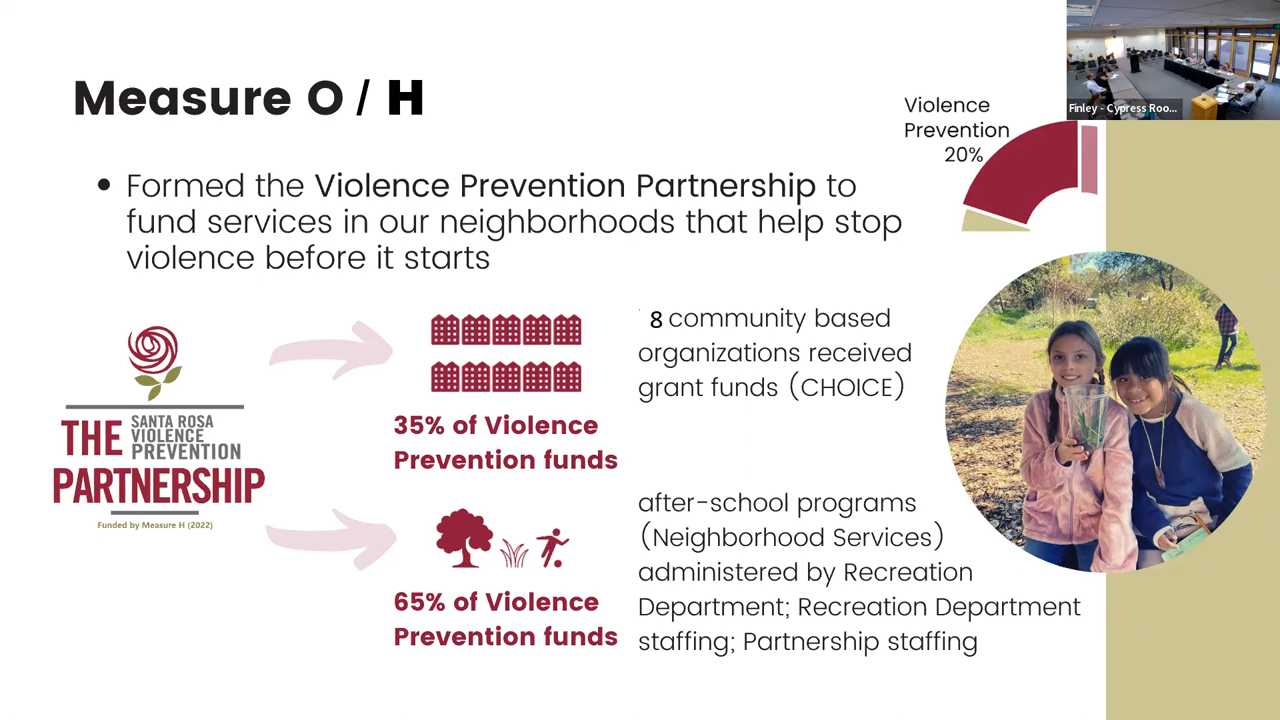 Measure O / H
Violence
Prevention
20%
Finley - Cypress Roo...
• Formed the Violence Prevention Partnership to
fund services in our neighborhoods that help stop
violence before it starts
THE
SANTA ROSA
VIOLENCE
PREVENTION
PARTNERSHIP
Funded by Measure H (2022)
35% of Violence
Prevention funds
8 community based
organizations received
grant funds (CHOICE)
65% of Violence
Prevention funds
after-school programs
(Neighborhood Services)
administered by Recreation
Department; Recreation Department
staffing; Partnership staffing